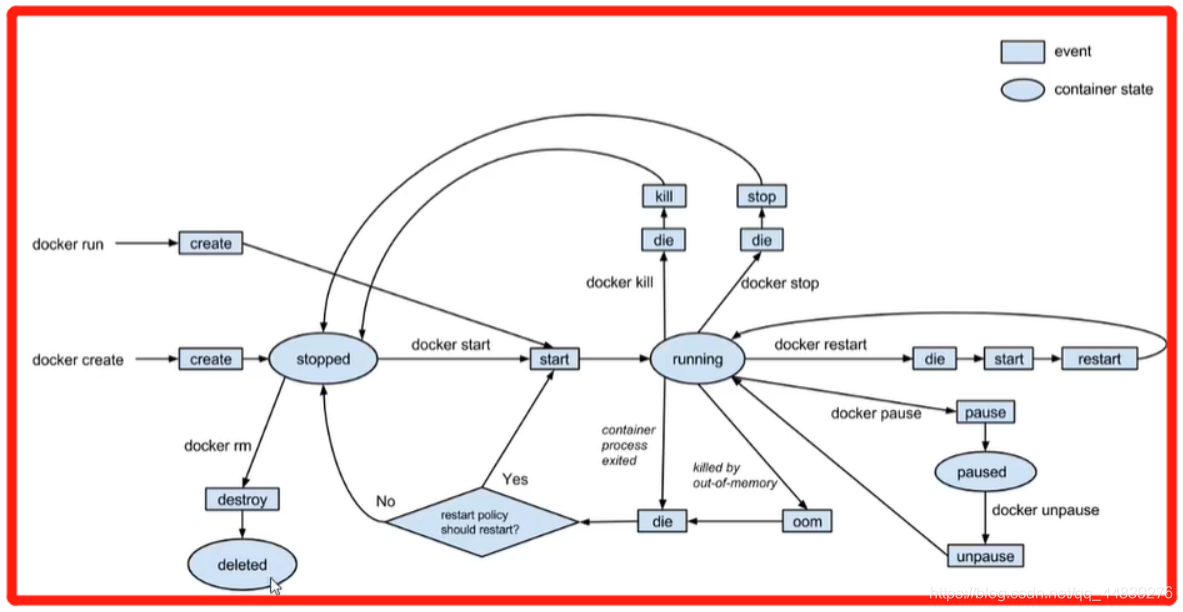 event
container state
kill
stop
docker run
create
die
die
docker kill
docker stop
docker create
create
stopped
docker start
start
running
docker restart
die
start
restart
docker pause
pause
container
process
exited
docker rm
killed by
out-of-memory
paused
Yes
No
destroy
restart policy
should restart?
die
oom
docker unpause
deleted
unpause
https://blog.csdn.net/qq_44839276